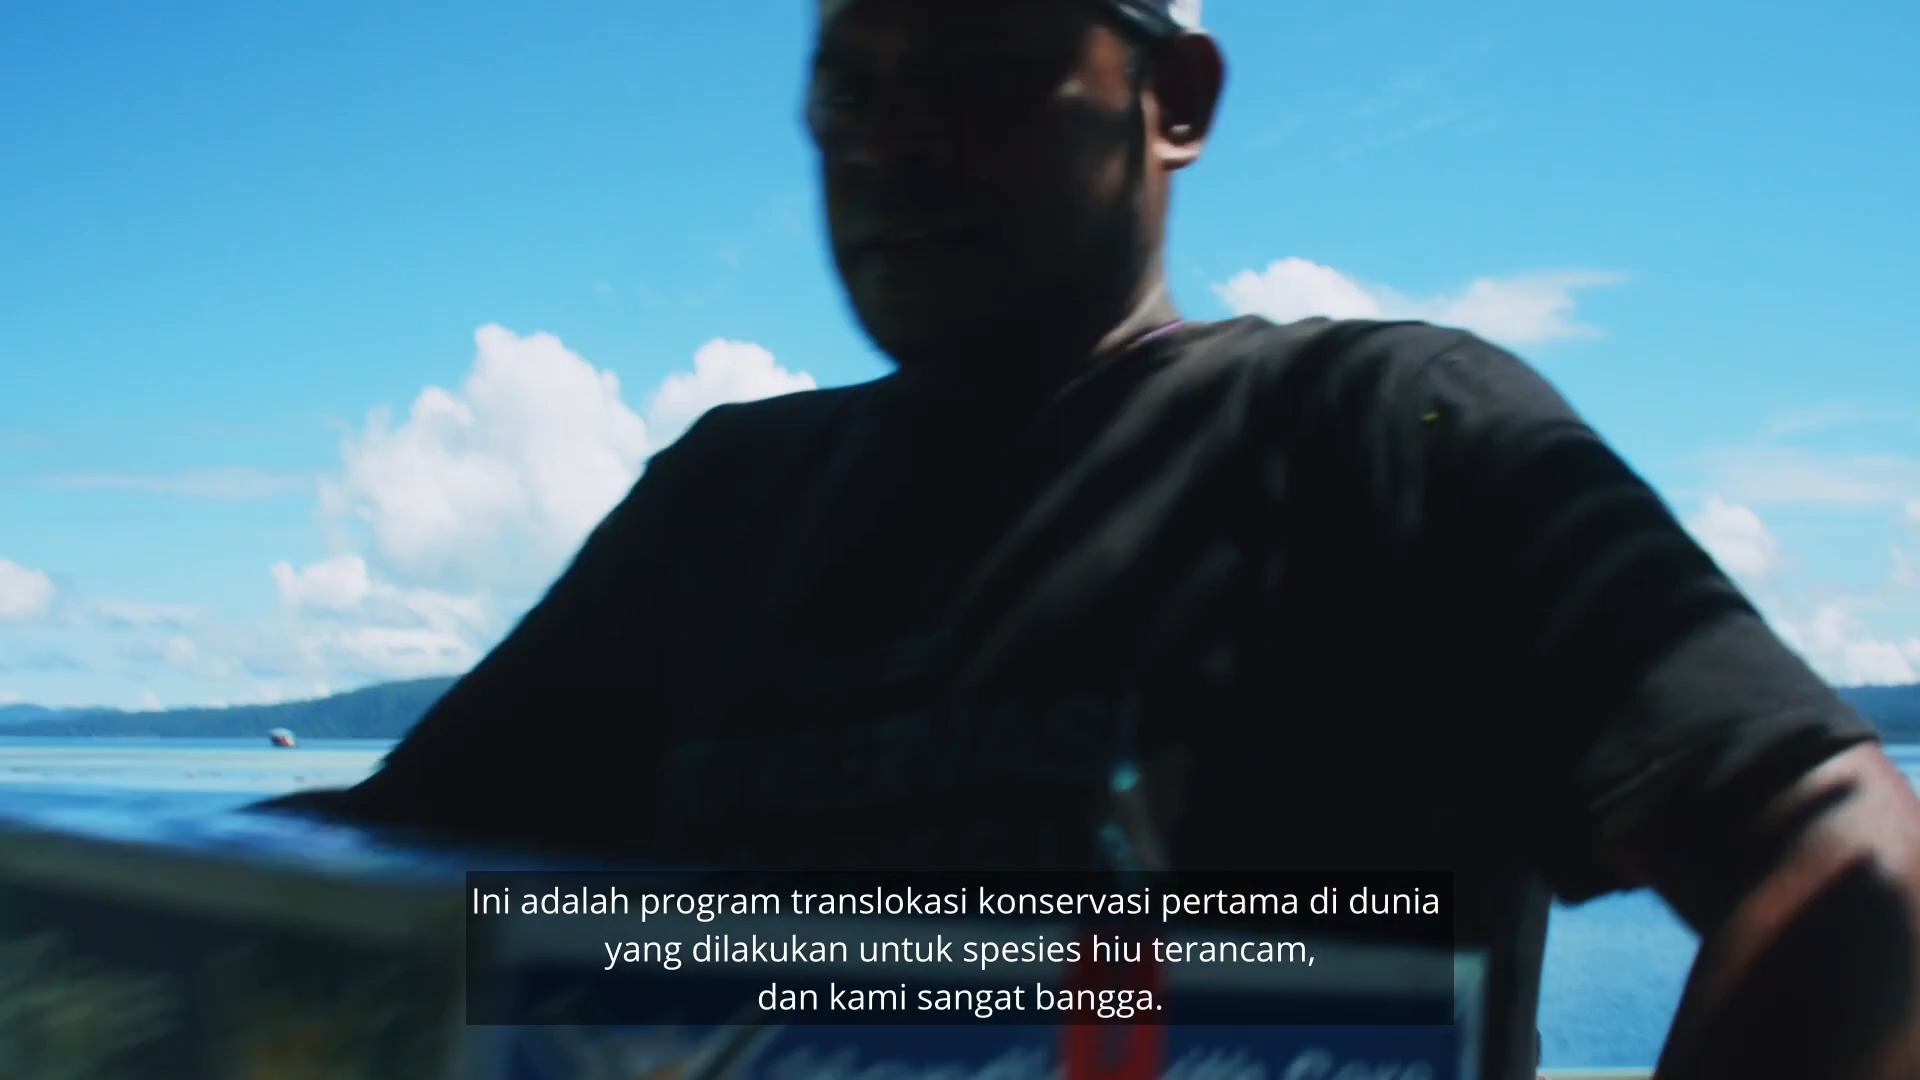 Ini adalah program translokasi konservasi pertama di dunia
yang dilakukan untuk spesies hiu terancam,
dan kami sangat bangga.